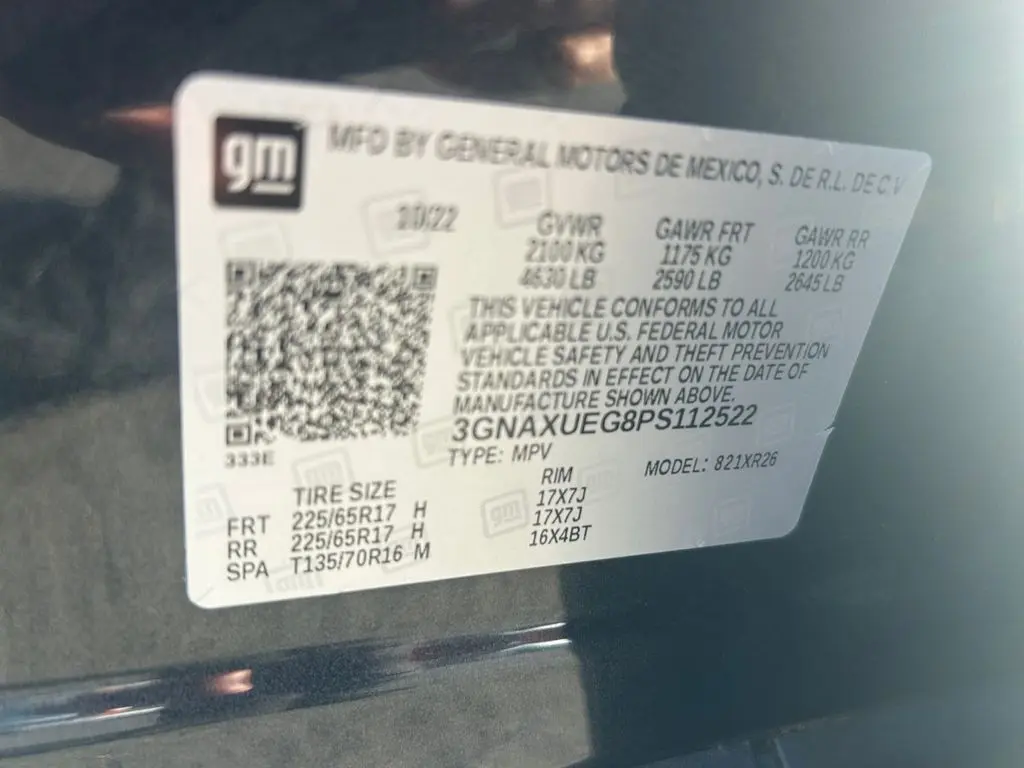 gm
MFD BY GENERAL MOTORS DE MEXICO, S. DE R.L. DE C.V
10/22
GVWR GAWR FRT GAWR RR
2100 KG 1175 KG 1200 KG
4630 LB 2590 LB 2645 LB
THIS VEHICLE CONFORMS TO ALL
APPLICABLE U.S. FEDERAL MOTOR
VEHICLE SAFETY AND THEFT PREVENTION
STANDARDS IN EFFECT ON THE DATE OF
MANUFACTURE SHOWN ABOVE.
3GNAXUEG8PS112522
333E
TYPE: MPV MODEL: 821XR26
TIRE SIZE RIM
FRT 225/65R17 H 17X7J
RR 225/65R17 H 17X7J
SPA T135/70R16 M 16X4BT
gm